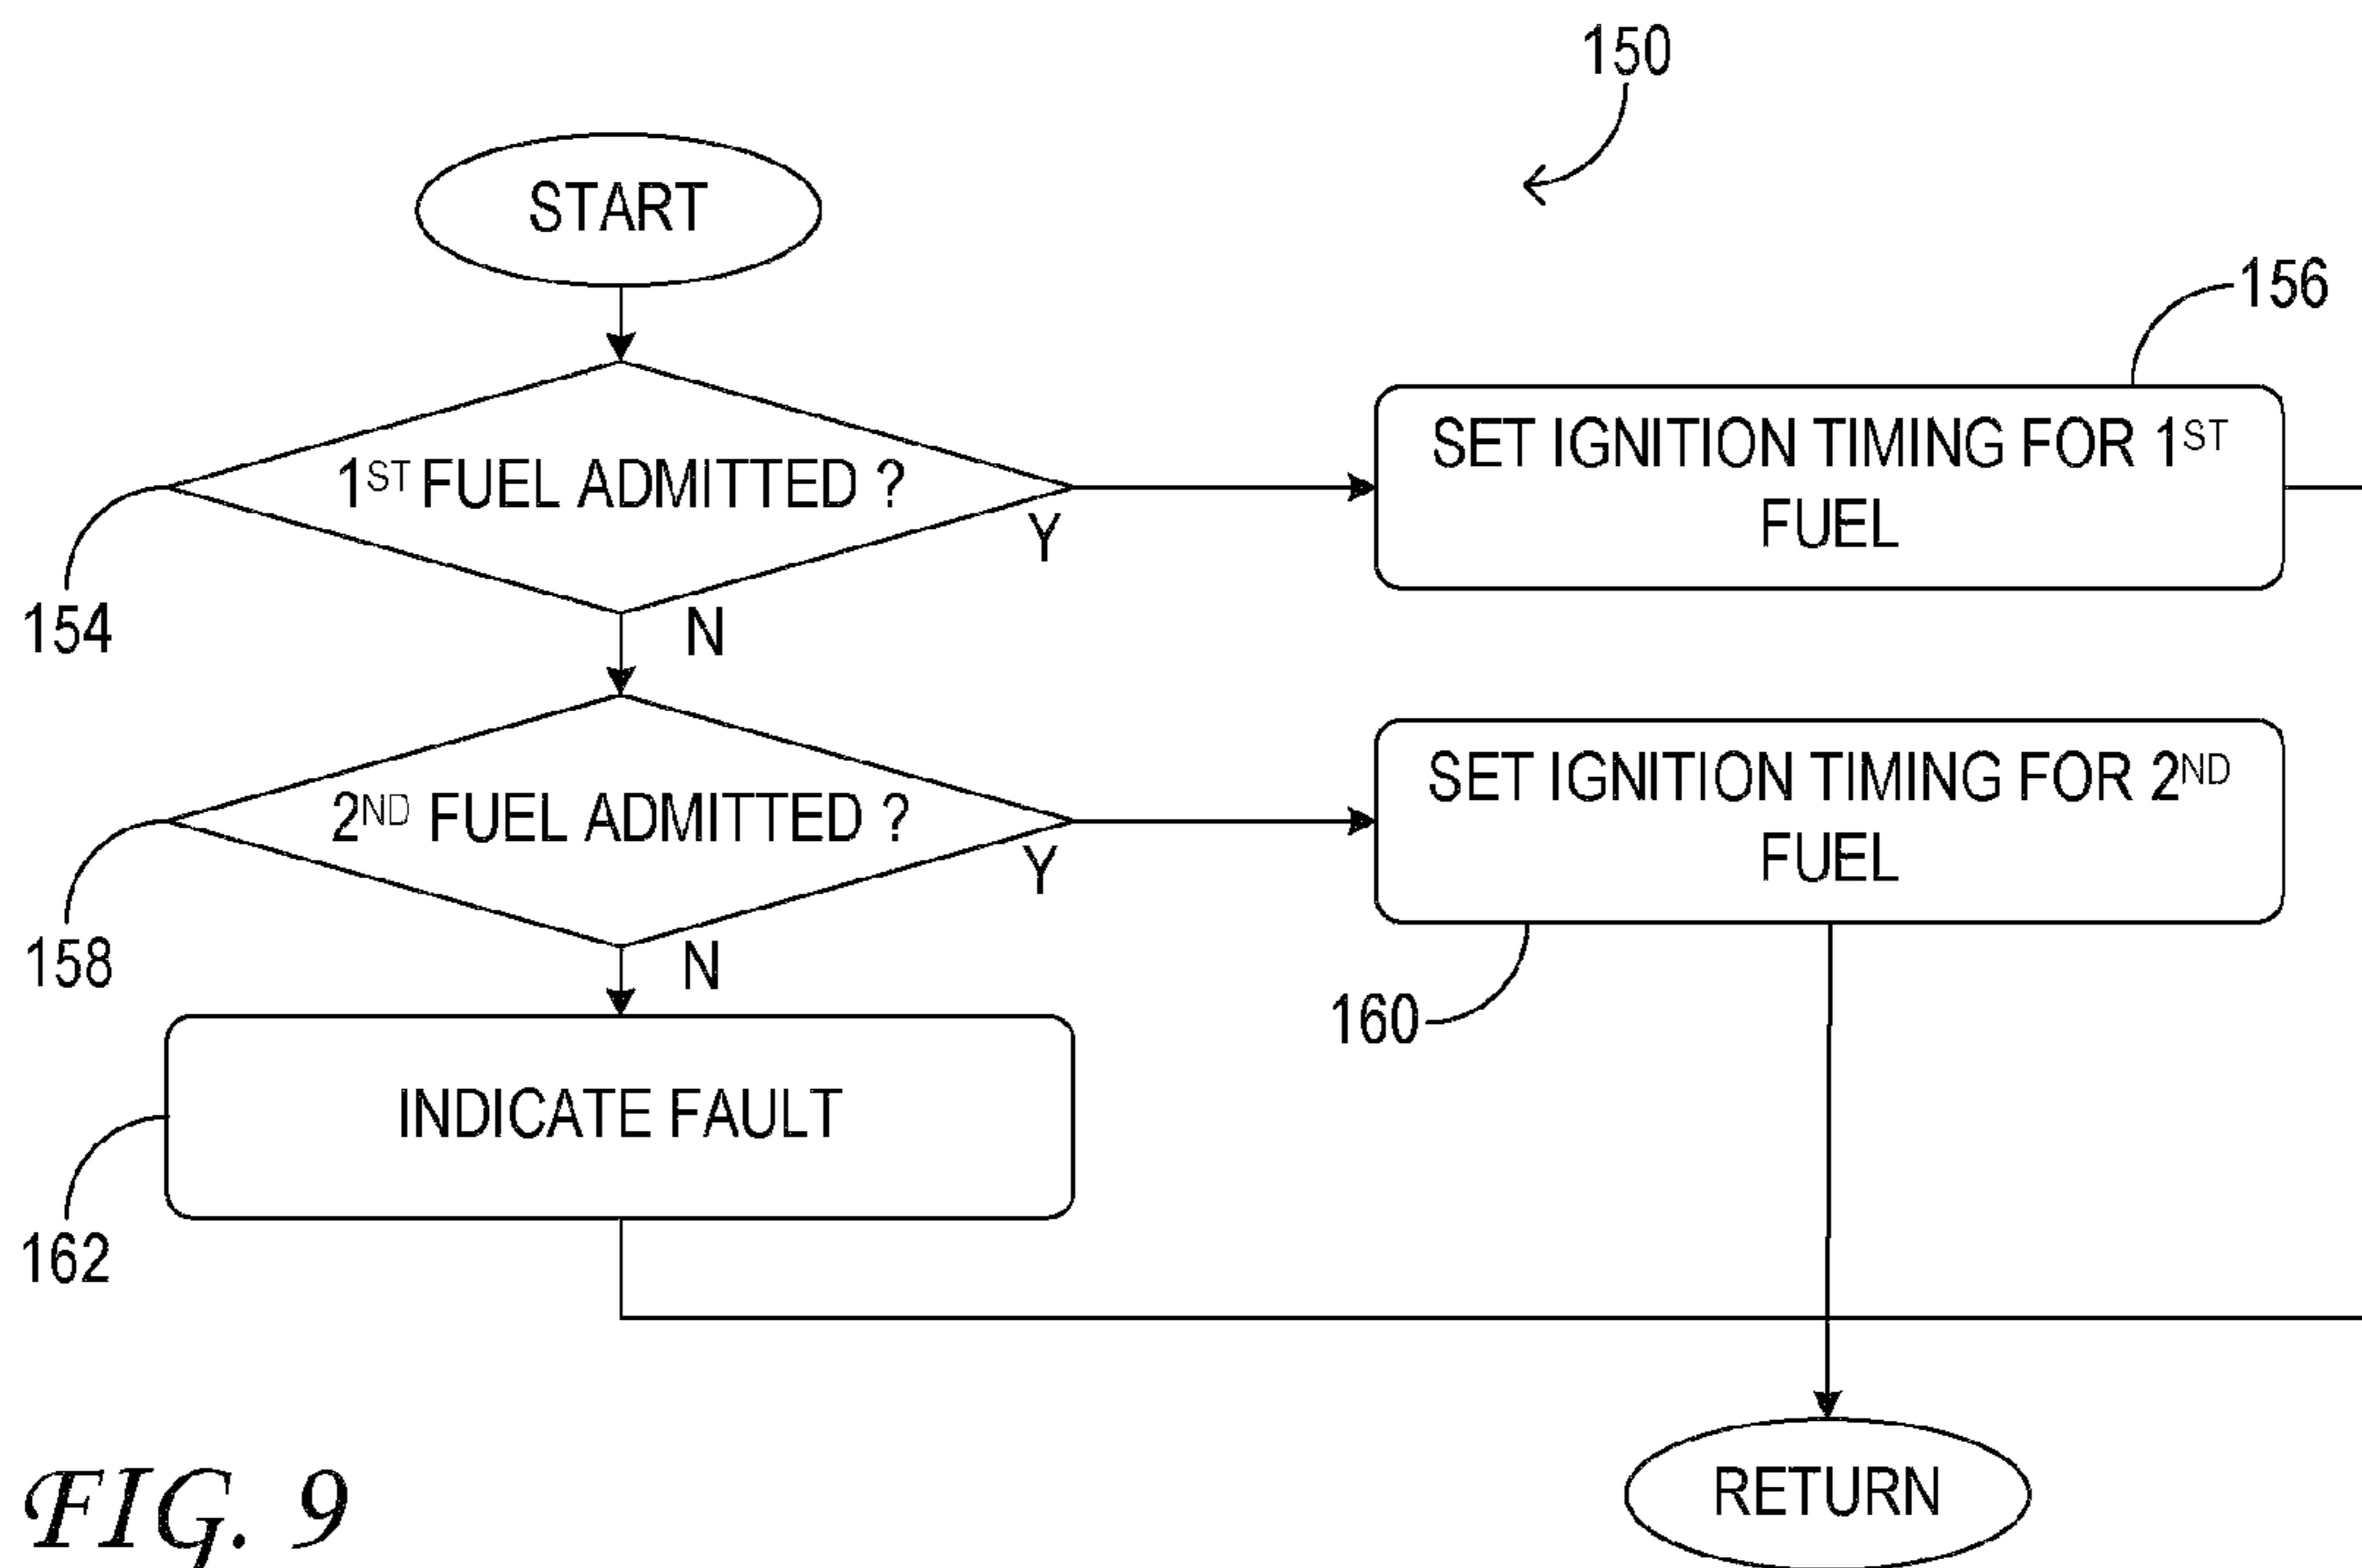 150
START
156
1ST FUEL ADMITTED ?
SET IGNITION TIMING FOR 1ST
FUEL
Y
154
N
2ND FUEL ADMITTED ?
SET IGNITION TIMING FOR 2ND
FUEL
Y
158
N
160
INDICATE FAULT
162
RETURN
FIG. 9